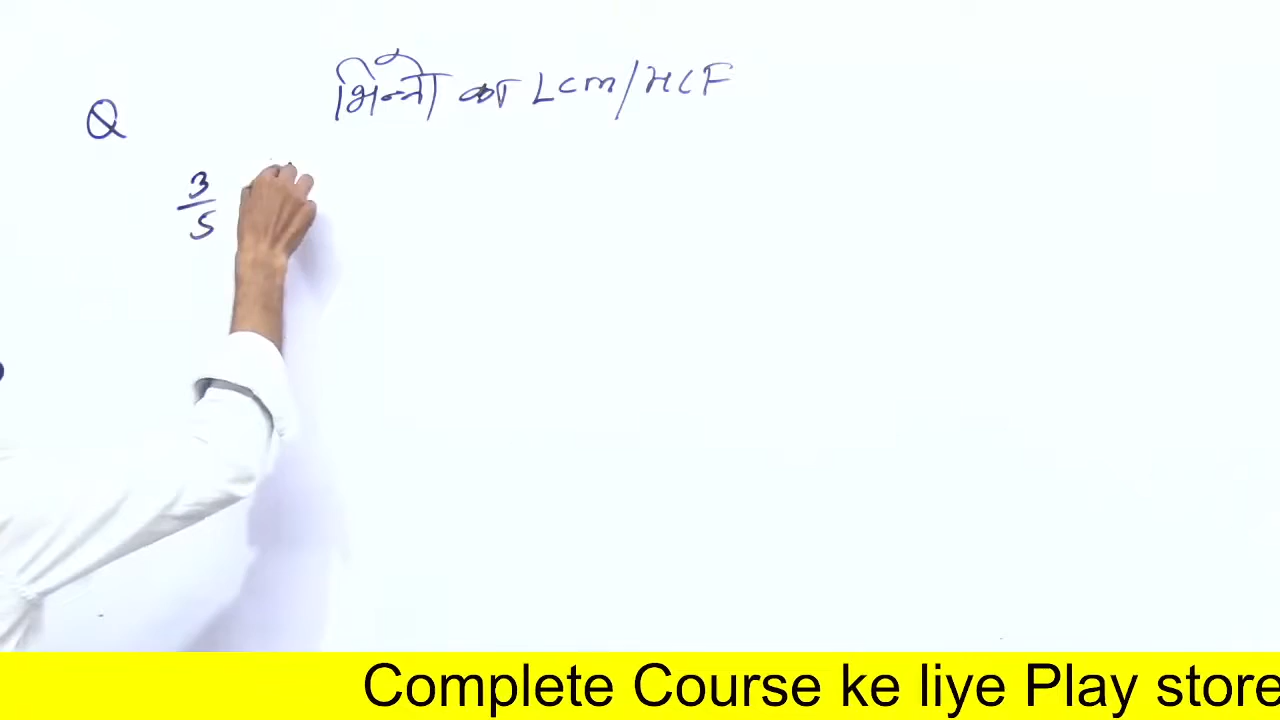 भिन्नो का LCM/HCF
Q
3
5
Complete Course ke liye Play store